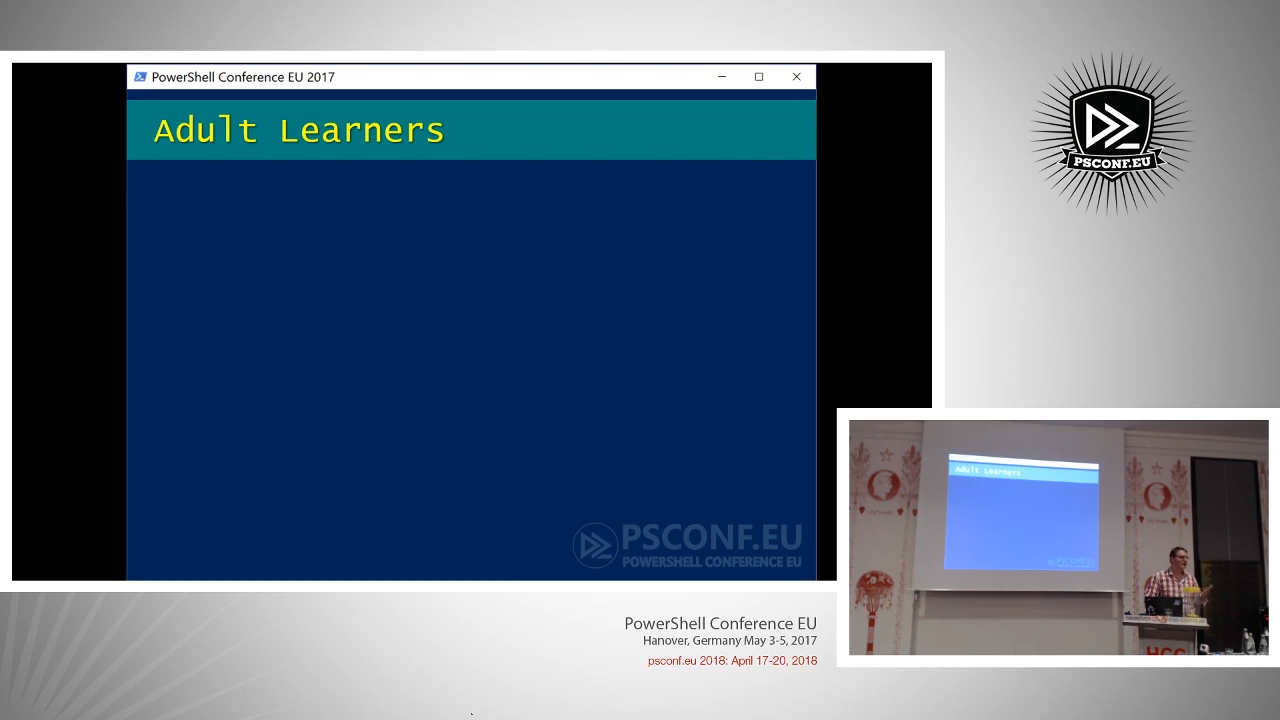 PowerShell Conference EU 2017
Adult Learners
PSCONF.EU
POWERSHELL CONFERENCE EU
PSCONF.EU
Adult Learners
HCC
PowerShell Conference EU
Hanover, Germany May 3-5, 2017
psconf.eu 2018: April 17-20, 2018